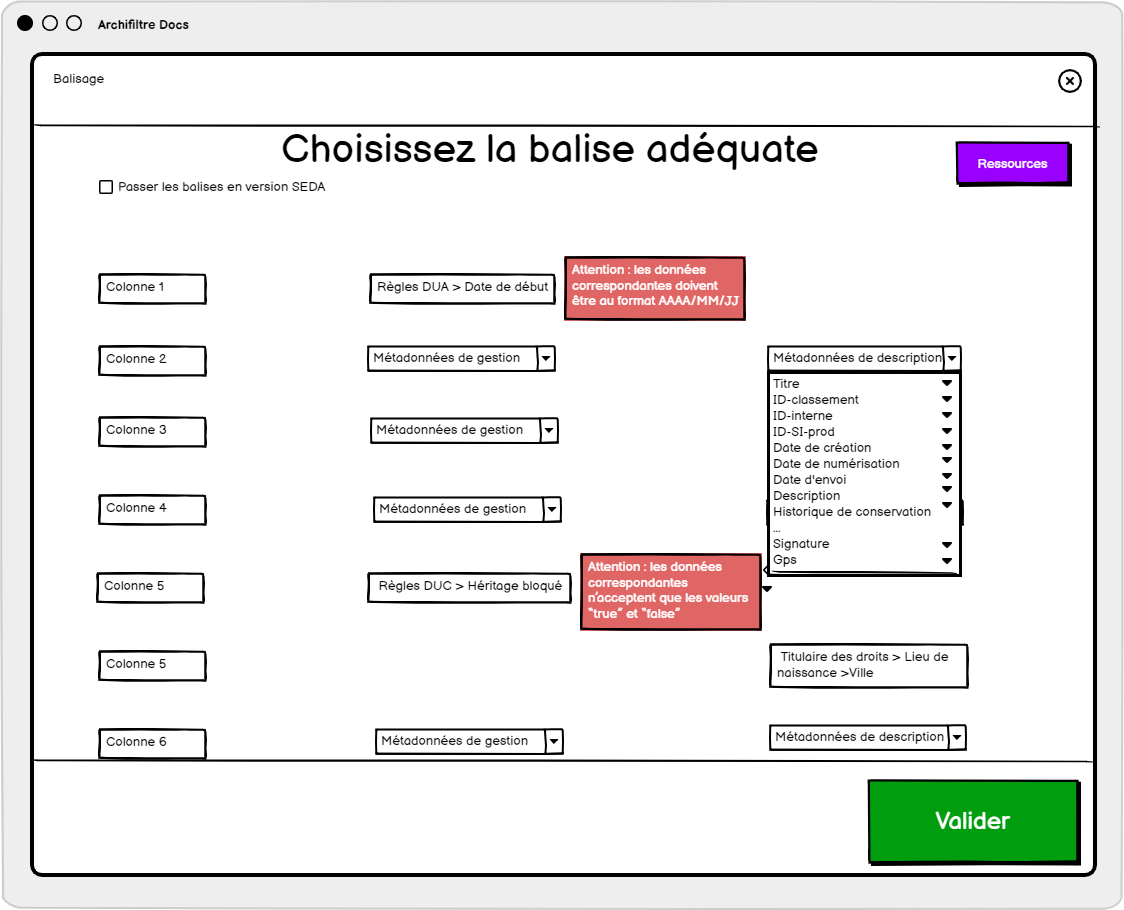 Archifiltre Docs
Balisage
Choisissez la balise adéquate
Ressources
Passer les balises en version SEDA
Colonne 1
Règles DUA > Date de début
Attention : les données
correspondantes doivent
être au format AAAA/MM/JJ
Colonne 2
Métadonnées de gestion
Métadonnées de description
Titre
ID-classement
ID-interne
ID-SI-prod
Date de création
Date de numérisation
Date d'envoi
Description
Historique de conservation
...
Signature
Gps
Colonne 3
Métadonnées de gestion
Colonne 4
Métadonnées de gestion
Colonne 5
Règles DUC > Héritage bloqué
Attention : les données
correspondantes
n'acceptent que les valeurs
"true" et "false"
Colonne 5
Titulaire des droits > Lieu de
naissance >Ville
Colonne 6
Métadonnées de gestion
Métadonnées de description
Valider